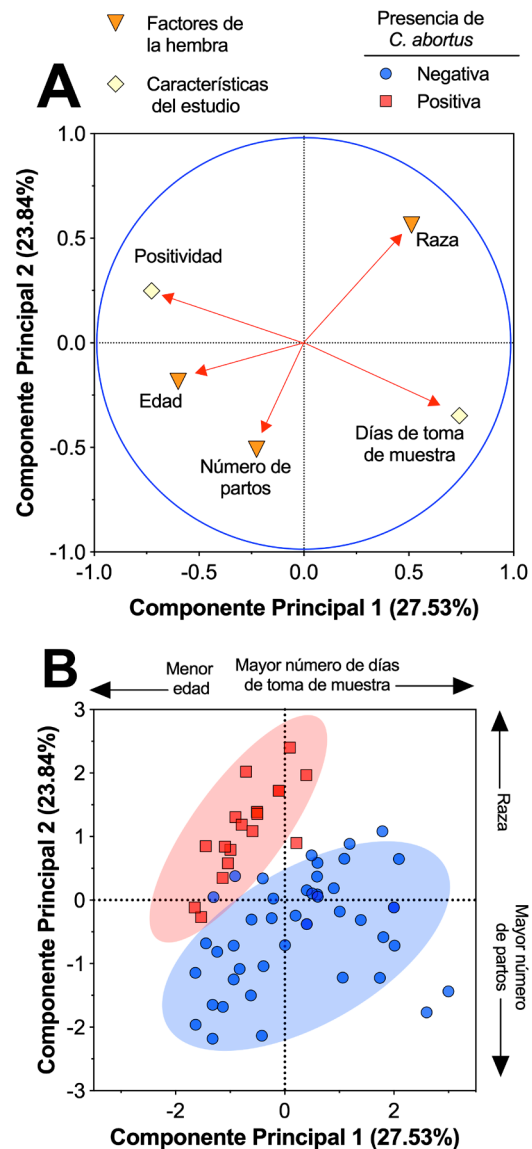 Factores de
la hembra
Características
del estudio
Presencia de
C. abortus
Negativa
Positiva
A
1.0
0.5
0.0
-0.5
-1.0
Componente Principal 2 (23.84%)
Positividad
Raza
Edad
Número de
partos
Días de toma
de muestra
-1.0
-0.5
0.0
0.5
1.0
Componente Principal 1 (27.53%)
B
Menor
edad
Mayor número de días
de toma de muestra
3
2
1
0
-1
-2
-3
Componente Principal 2 (23.84%)
Raza
Mayor número
de partos
-2
0
2
Componente Principal 1 (27.53%)